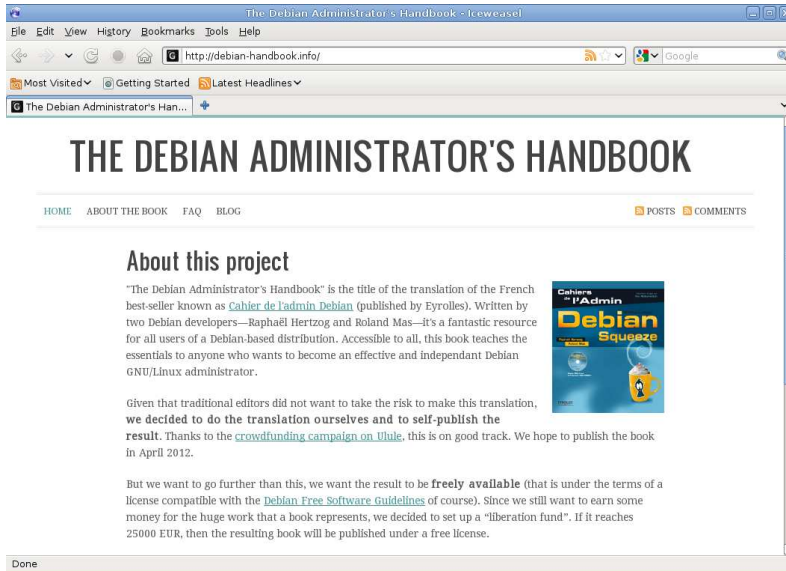 The Debian Administrator's Handbook - Iceweasel
File Edit View History Bookmarks Tools Help
http://debian-handbook.info/
Google
Most Visited
Getting Started
Latest Headlines
The Debian Administrator's Han...
THE DEBIAN ADMINISTRATOR'S HANDBOOK
HOME ABOUT THE BOOK FAQ BLOG
POSTS COMMENTS
About this project
"The Debian Administrator's Handbook" is the title of the translation of the French
best-seller known as Cahier de l'admin Debian (published by Eyrolles). Written by
two Debian developers—Raphaël Hertzog and Roland Mas—it's a fantastic resource
for all users of a Debian-based distribution. Accessible to all, this book teaches the
essentials to anyone who wants to become an effective and independant Debian
GNU/Linux administrator.
Cahiers
de
l'Admin
Debian
Squeeze
Given that traditional editors did not want to take the risk to make this translation,
we decided to do the translation ourselves and to self-publish the
result. Thanks to the crowdfunding campaign on Ulule, this is on good track. We hope to publish the book
in April 2012.
But we want to go further than this, we want the result to be freely available (that is under the terms of a
license compatible with the Debian Free Software Guidelines of course). Since we still want to earn some
money for the huge work that a book represents, we decided to set up a “liberation fund”. If it reaches
25000 EUR, then the resulting book will be published under a free license.
Done